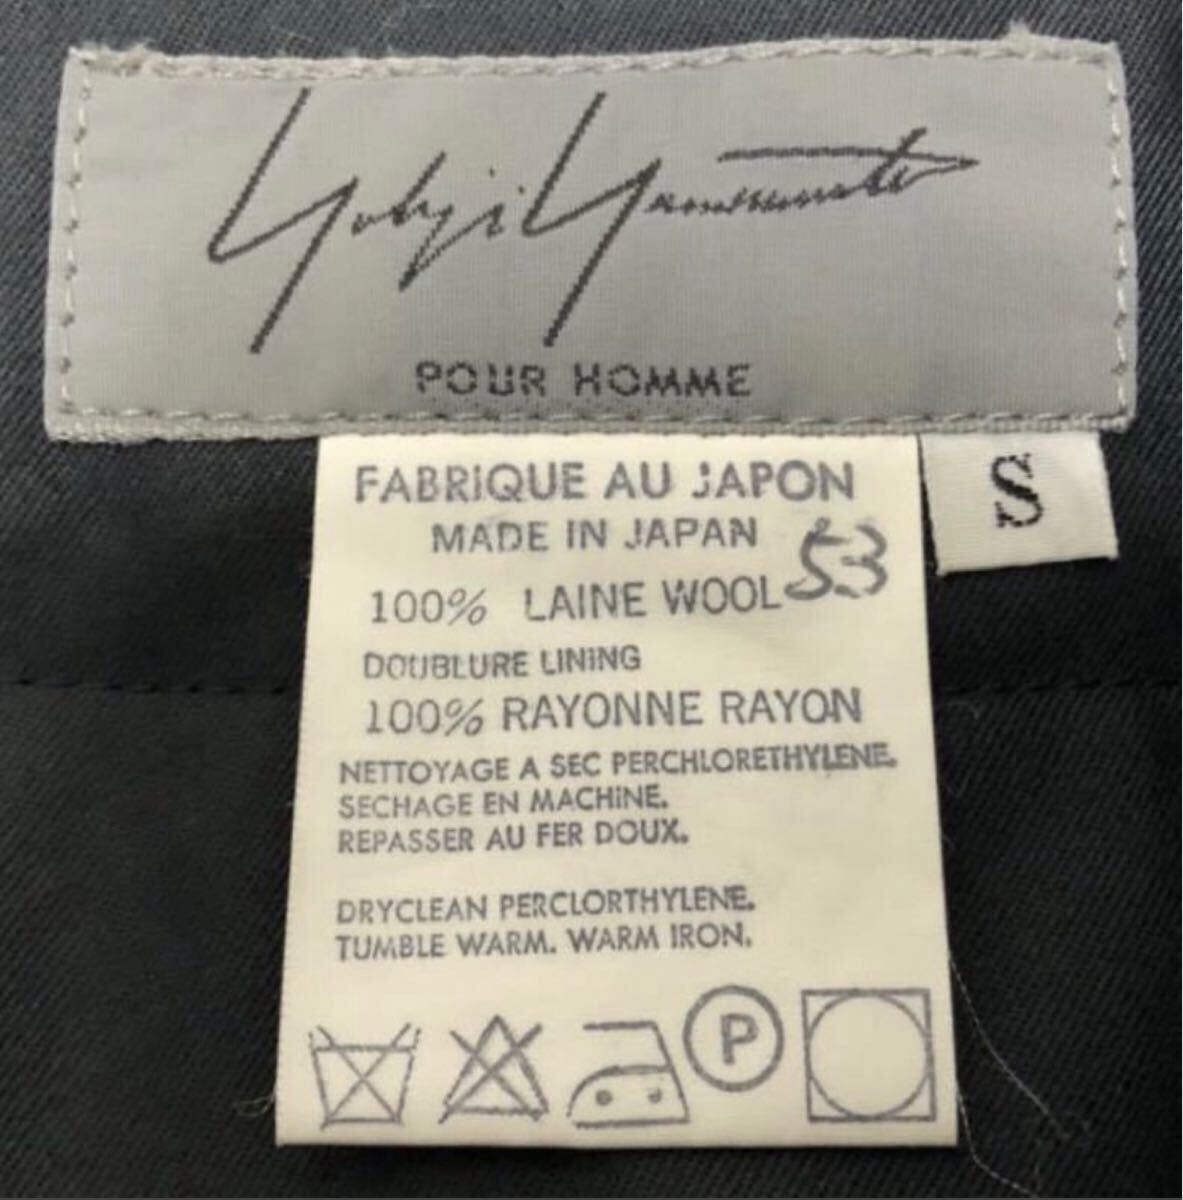 Yohji Yamamoto
POUR HOMME
S
FABRIQUE AU JAPON
MADE IN JAPAN
53
100% LAINE WOOL
DOUBLURE LINING
100% RAYONNE RAYON
NETTOYAGE A SEC PERCHLORETHYLENE.
SECHAGE EN MACHINE.
REPASSER AU FER DOUX.
DRYCLEAN PERCLORTHYLENE.
TUMBLE WARM. WARM IRON.
P